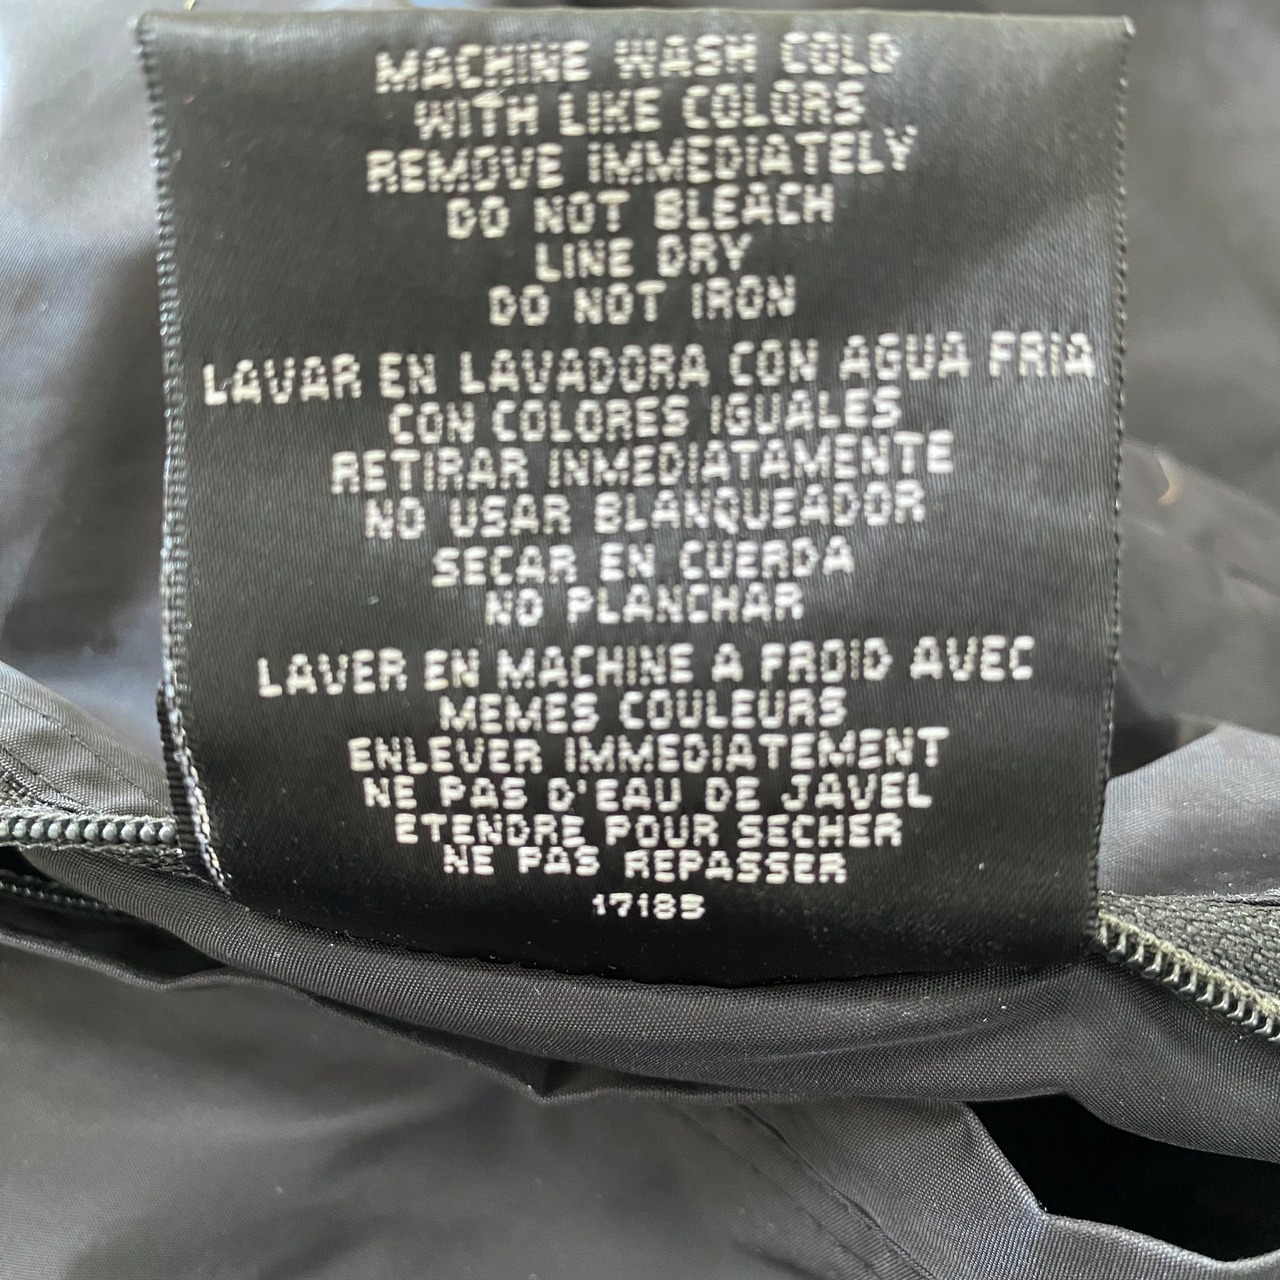 MACHINE WASH COLD
WITH LIKE COLORS
REMOVE IMMEDIATELY
DO NOT BLEACH
LINE DRY
DO NOT IRON
LAVAR EN LAVADORA CON AGUA FRIA
CON COLORES IGUALES
RETIRAR INMEDIATAMENTE
NO USAR BLANQUEADOR
SECAR EN CUERDA
NO PLANCHAR
LAVER EN MACHINE A FROID AVEC
MEMES COULEURS
ENLEVER IMMEDIATEMENT
NE PAS D'EAU DE JAVEL
ETENDRE POUR SECHER
NE PAS REPASSER
17185